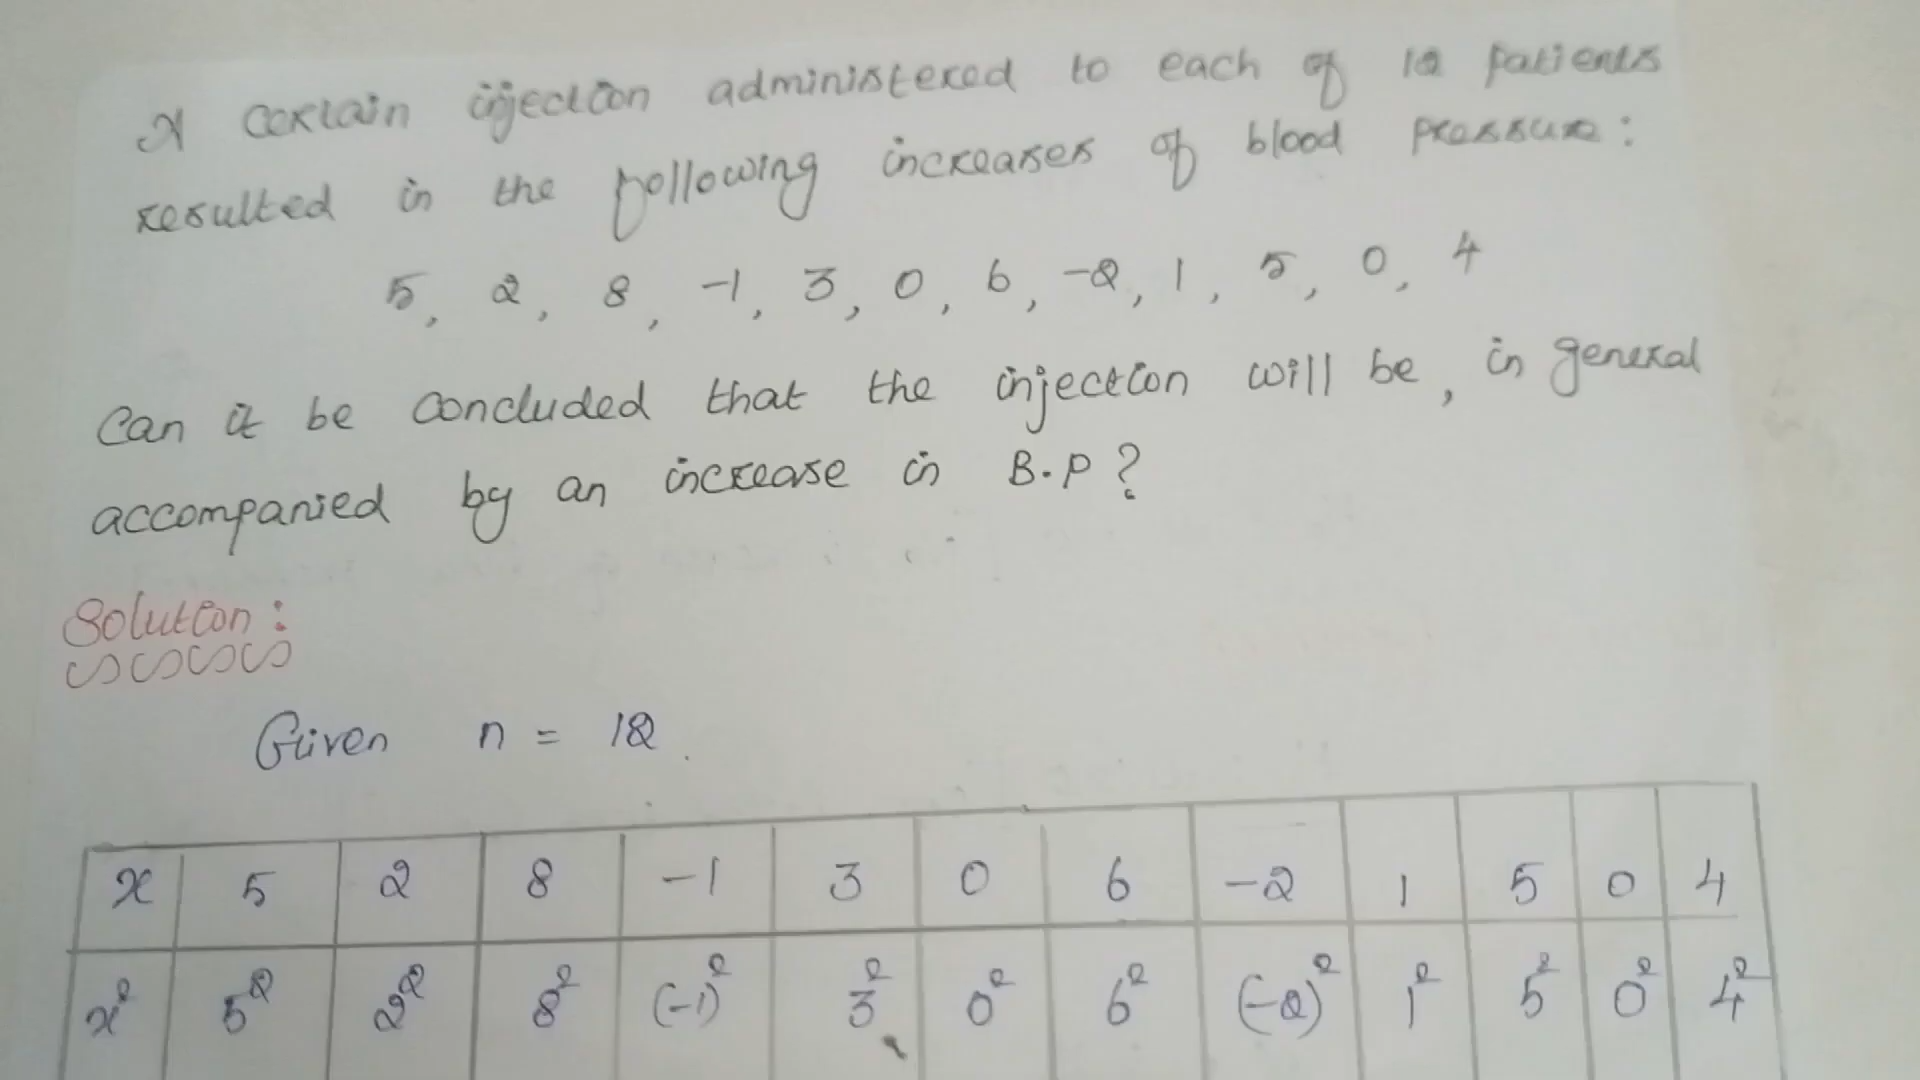 A certain injection administered to each of 12 patients
resulted in the following increases of blood pressure:
5, 2, 8, -1, 3, 0, 6, -2, 1, 5, 0, 4
Can it be concluded that the injection will be, in general
accompanied by an increase in B.P?
Solution:
Given n = 12.
x 5 2 8 -1 3 0 6 -2 1 5 0 4
x² 5² 2² 8² (-1)² 3² 0² 6² (-2)² 1² 5² 0² 4²